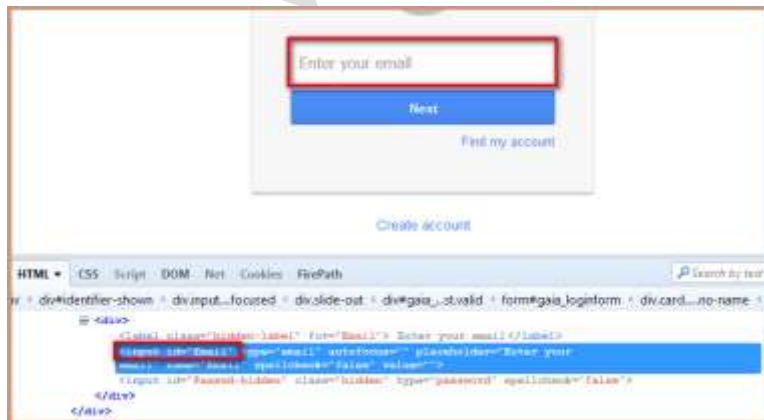 Enter your email
Next
Find my account
Create account
HTML CSS Script DOM Net Cookies FirePath
Search by text
div#identifier-shown < div.input...focused < div.slide-out < div#gaia_...st.valid < form#gaia_loginform < div.card...no-name <
<div>
<label class="hidden-label" for="Email"> Enter your email</label>
<input id="Email" type="email" autofocus="" placeholder="Enter your
email" name="Email" spellcheck="false" value="">
<input id="Passwd-hidden" class="hidden" type="password" spellcheck="false">
</div>
</div>